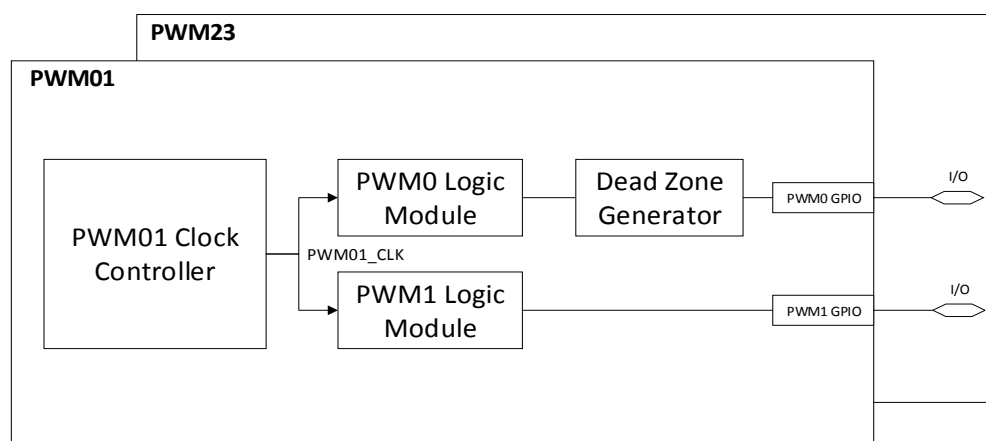 PWM23
PWM01
PWM01 Clock
Controller
PWM0 Logic
Module
Dead Zone
Generator
PWM0 GPIO
I/O
PWM01_CLK
PWM1 Logic
Module
PWM1 GPIO
I/O